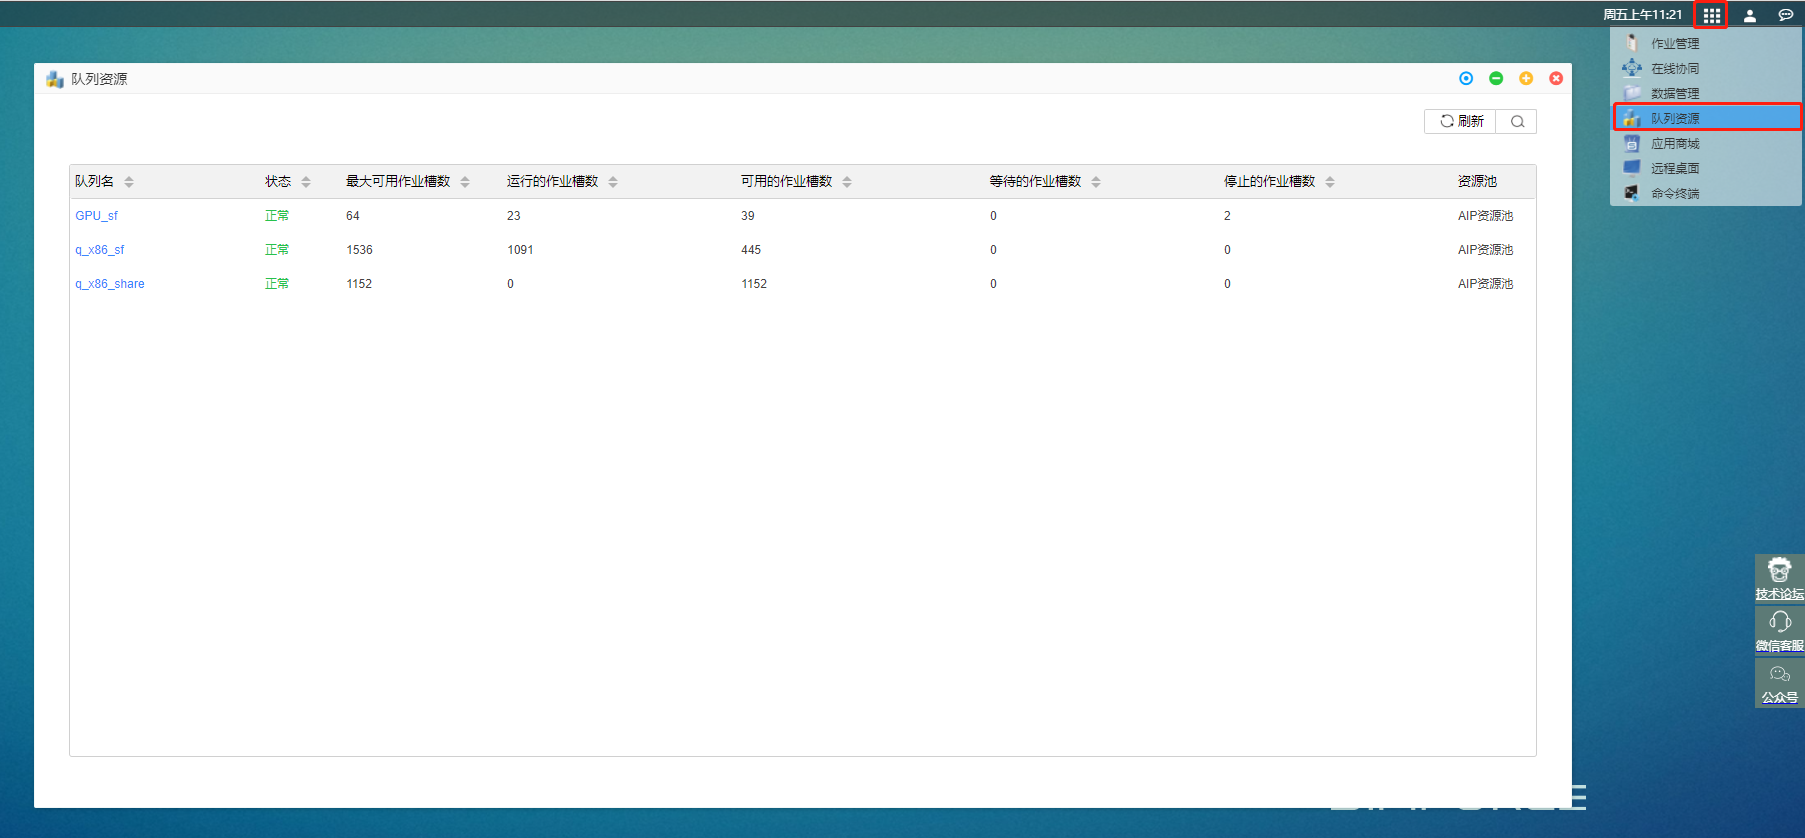 周五上午11:21
作业管理
在线协同
数据管理
队列资源
应用商城
远程桌面
命令终端
队列资源
刷新
队列名 状态 最大可用作业槽数 运行的作业槽数 可用的作业槽数 等待的作业槽数 停止的作业槽数 资源池
GPU_sf 正常 64 23 39 0 2 AIP资源池
q_x86_sf 正常 1536 1091 445 0 0 AIP资源池
q_x86_share 正常 1152 0 1152 0 0 AIP资源池
技术论坛
微信客服
公众号